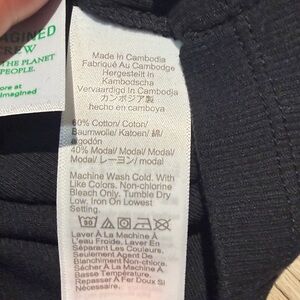 AGINED
CREW
THE PLANET
PEOPLE.
ore at
imagined
Made In Cambodia
Fabriqué Au Cambodge
Hergestellt In
Kambodscha
Vervaardigd In Cambodja
カンボジア製
hecho en camboya
60% Cotton/ Coton/
Baumwolle/ Katoen/ 綿/
algodón
40% Modal/ Modal/ Modal/
Modal/ レーヨン/ modal
Machine Wash Cold. With
Like Colors. Non-chlorine
Bleach Only. Tumble Dry
Low. Iron On Lowest
Setting.
30
Laver À La Machine À
L'eau Froide. Laver En
Séparant Les Couleurs.
Seulement Agent De
Blanchiment Non-Chloré.
Sécher À La Machine À
Basse Température.
Repasser À Fer Doux Si
Nécessaire.